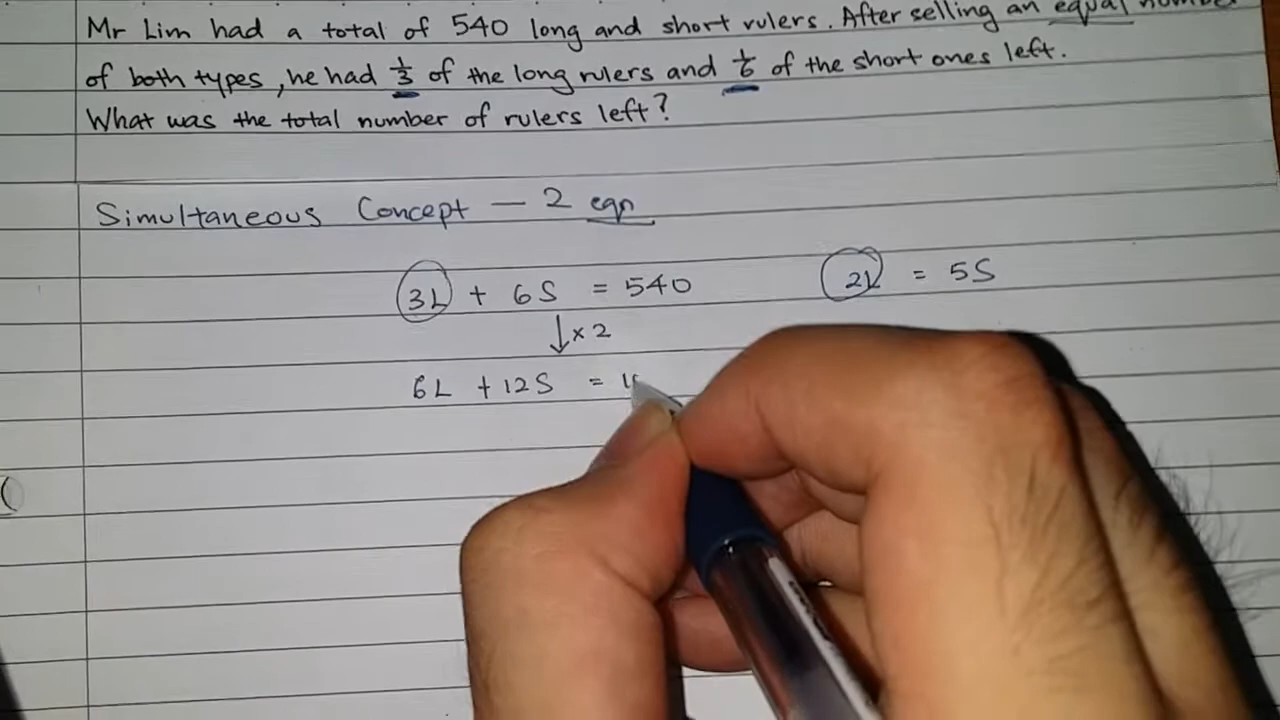 Mr Lim had a total of 540 long and short rulers. After selling an equal number
of both types, he had 1/3 of the long rulers and 1/6 of the short ones left.
What was the total number of rulers left?
Simultaneous Concept — 2 eqn
3L + 6S = 540 2L = 5S
↓ × 2
6L + 12S = 1
(